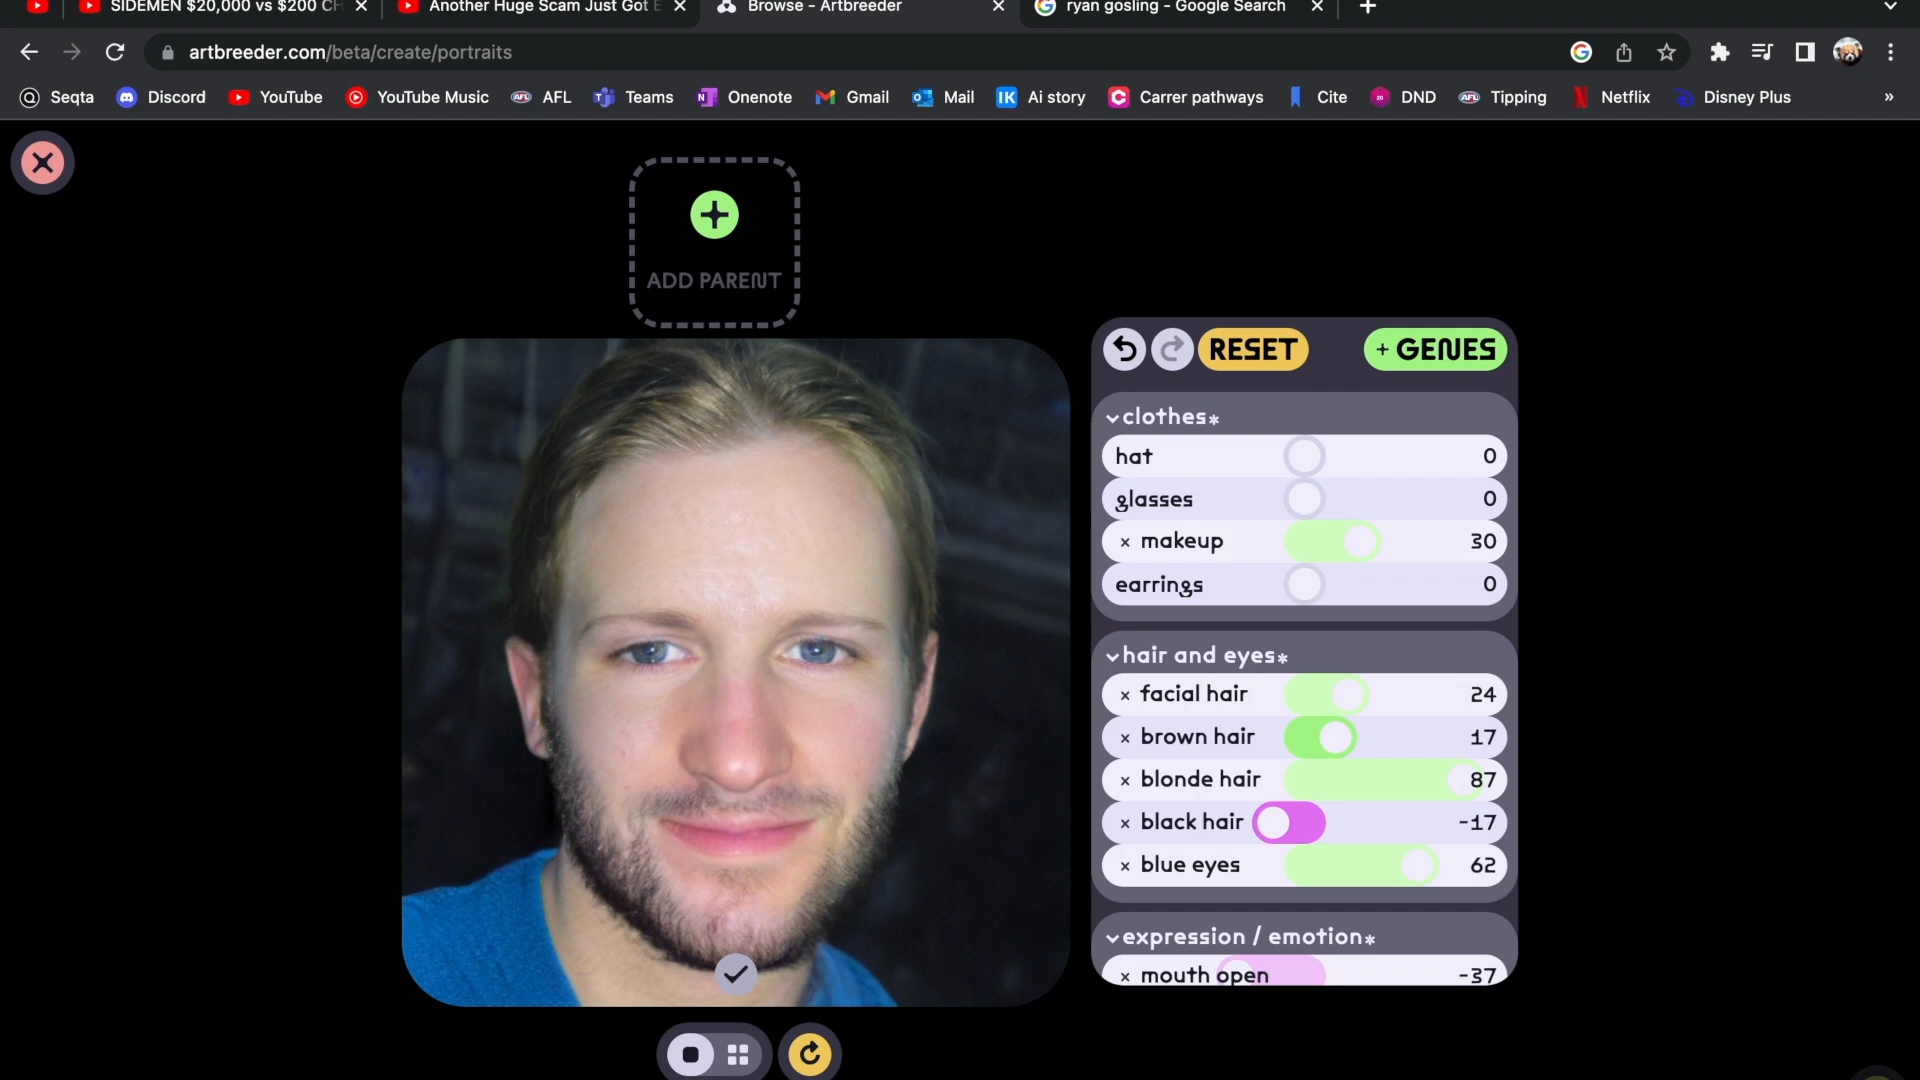 SIDEMEN $20,000 vs $200 CH
Another Huge Scam Just Got E
Browse - Artbreeder
ryan gosling - Google Search
artbreeder.com/beta/create/portraits
Seqta
Discord
YouTube
YouTube Music
AFL
Teams
Onenote
Gmail
Mail
IK Ai story
Carrer pathways
Cite
DND
Tipping
Netflix
Disney Plus
»
ADD PARENT
RESET
+ GENES
clothes*
hat 0
glasses 0
× makeup 30
earrings 0
hair and eyes*
× facial hair 24
× brown hair 17
× blonde hair 87
× black hair -17
× blue eyes 62
expression / emotion*
× mouth open -37